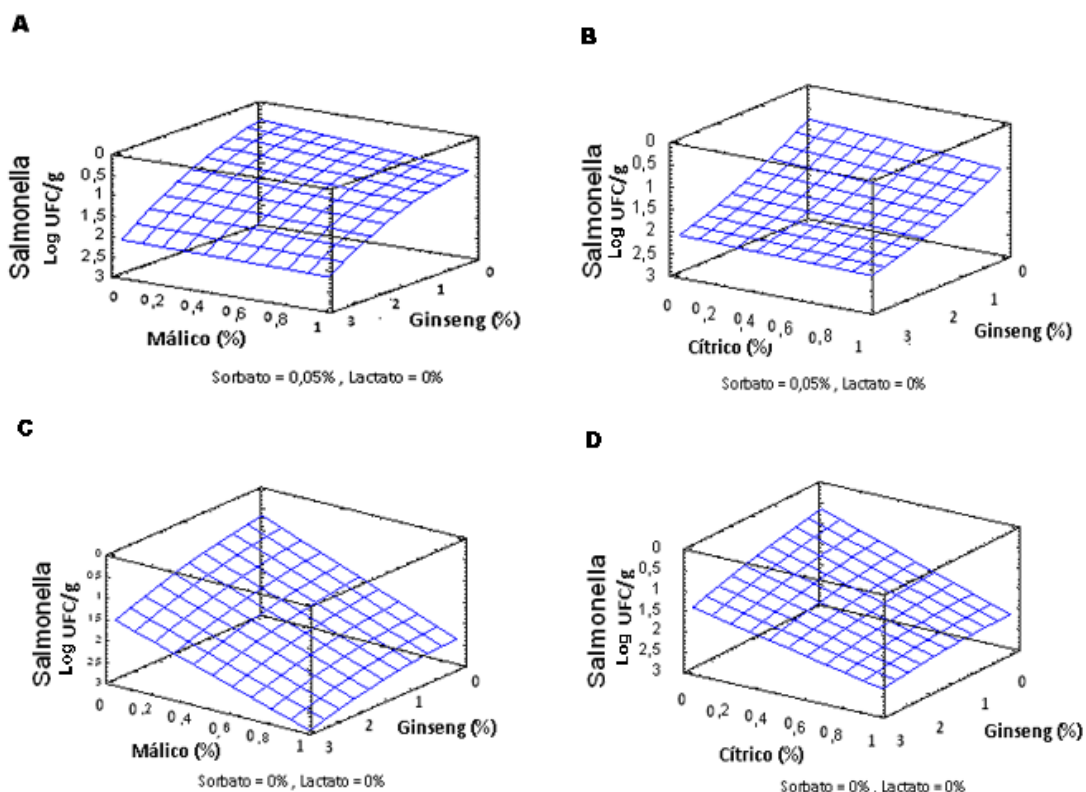 A
Salmonella
Log UFC/g
0
0,5
1
1,5
2
2,5
3
0
0,2
0,4
0,6
0,8
1
Málico (%)
3
2
1
0
Ginseng (%)
Sorbato = 0,05% , Lactato = 0%
B
Salmonella
Log UFC/g
0
0,5
1
1,5
2
2,5
3
0
0,2
0,4
0,6
0,8
1
Cítrico (%)
3
2
1
0
Ginseng (%)
Sorbato = 0,05% , Lactato = 0%
C
Salmonella
Log UFC/g
0
0,5
1
1,5
2
2,5
3
0
0,2
0,4
0,6
0,8
1
Málico (%)
3
2
1
0
Ginseng (%)
Sorbato = 0% , Lactato = 0%
D
Salmonella
Log UFC/g
0
0,5
1
1,5
2
2,5
3
0
0,2
0,4
0,6
0,8
1
Cítrico (%)
3
2
1
0
Ginseng (%)
Sorbato = 0% , Lactato = 0%